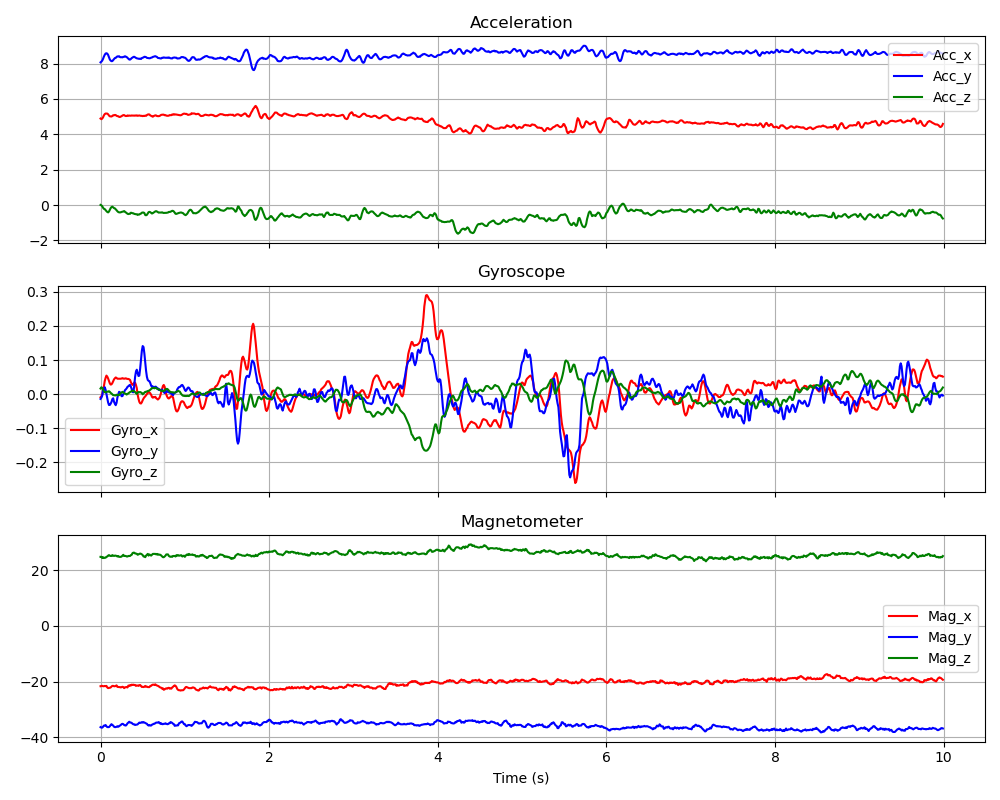 Acceleration
8
6
4
2
0
−2
Acc_x
Acc_y
Acc_z
Gyroscope
0.3
0.2
0.1
0.0
−0.1
−0.2
Gyro_x
Gyro_y
Gyro_z
Magnetometer
20
0
−20
−40
Mag_x
Mag_y
Mag_z
0 2 4 6 8 10
Time (s)